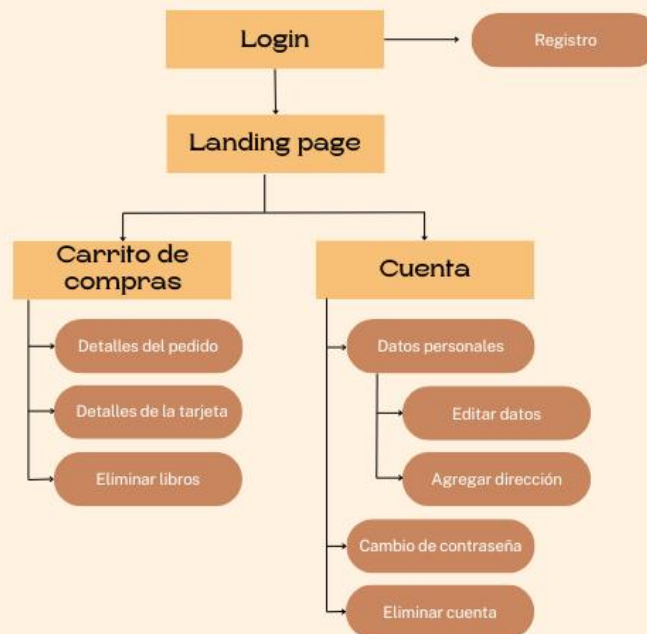 Login
Registro
Landing page
Carrito de
compras
Cuenta
Detalles del pedido
Detalles de la tarjeta
Eliminar libros
Datos personales
Editar datos
Agregar dirección
Cambio de contraseña
Eliminar cuenta